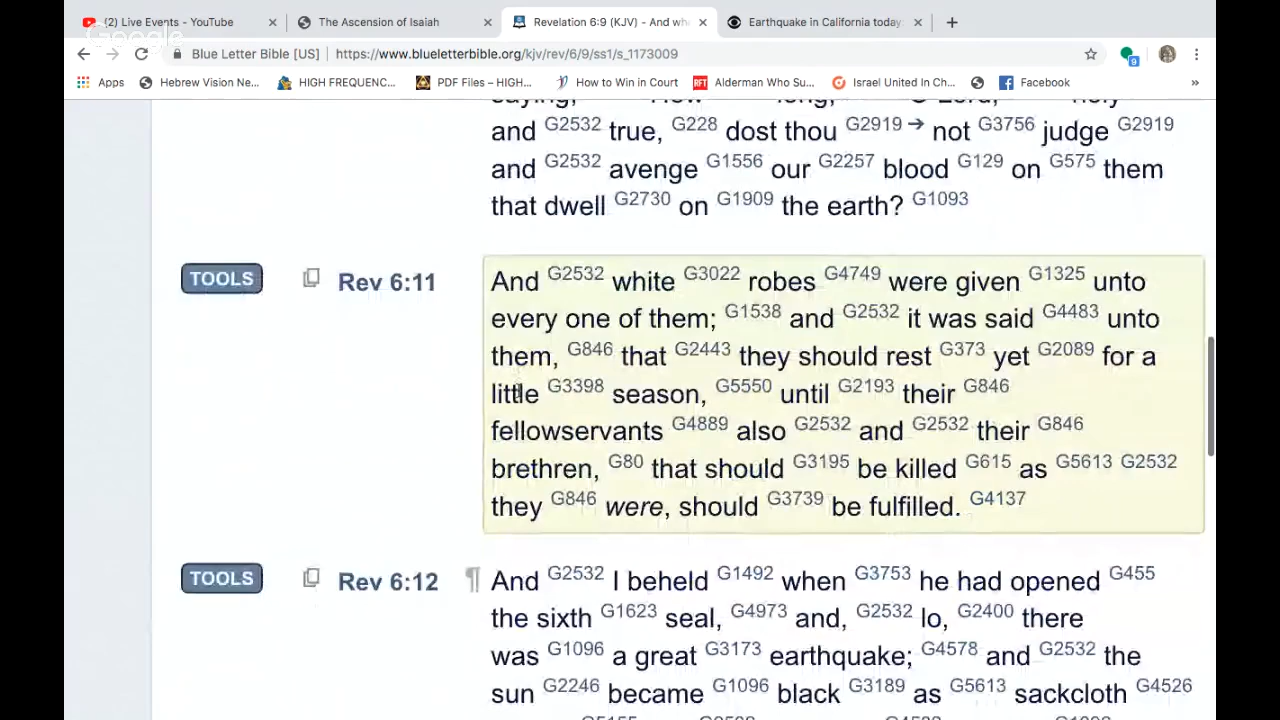 (2) Live Events - YouTube
The Ascension of Isaiah
Revelation 6:9 (KJV) - And wh
Earthquake in California today:
Google
Blue Letter Bible [US] https://www.blueletterbible.org/kjv/rev/6/9/ss1/s_1173009
9
Apps Hebrew Vision Ne... HIGH FREQUENC... PDF Files – HIGH... How to Win in Court RFT Alderman Who Su... Israel United In Ch... Facebook »
saying, How long, O Lord, holy
and G2532 true, G228 dost thou G2919 → not G3756 judge G2919
and G2532 avenge G1556 our G2257 blood G129 on G575 them
that dwell G2730 on G1909 the earth? G1093
TOOLS Rev 6:11 And G2532 white G3022 robes G4749 were given G1325 unto
every one of them; G1538 and G2532 it was said G4483 unto
them, G846 that G2443 they should rest G373 yet G2089 for a
little G3398 season, G5550 until G2193 their G846
fellowservants G4889 also G2532 and G2532 their G846
brethren, G80 that should G3195 be killed G615 as G5613 G2532
they G846 were, should G3739 be fulfilled. G4137
TOOLS Rev 6:12 ¶ And G2532 I beheld G1492 when G3753 he had opened G455
the sixth G1623 seal, G4973 and, G2532 lo, G2400 there
was G1096 a great G3173 earthquake; G4578 and G2532 the
sun G2246 became G1096 black G3189 as G5613 sackcloth G4526